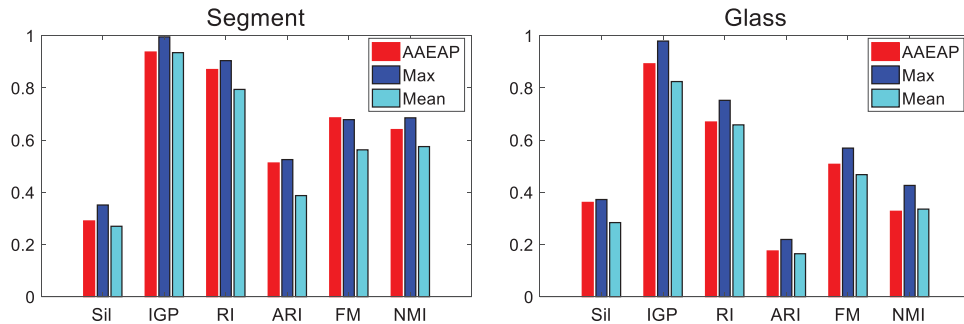 Segment
1
0.8
0.6
0.4
0.2
0
AAEAP
Max
Mean
Sil IGP RI ARI FM NMI
Glass
1
0.8
0.6
0.4
0.2
0
AAEAP
Max
Mean
Sil IGP RI ARI FM NMI